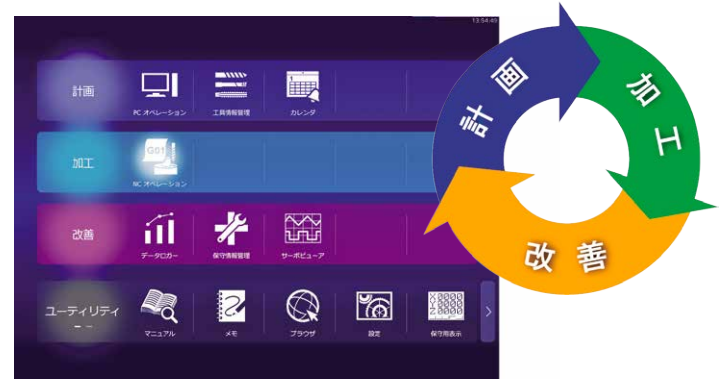 13:54:49
計画
PC オペレーション
工具情報管理
カレンダ
加工
G01
NC オペレーション
改善
データロガー
保守情報管理
サーボビューア
ユーティリティ
マニュアル
メモ
ブラウザ
設定
保守用表示
計画
加工
改善